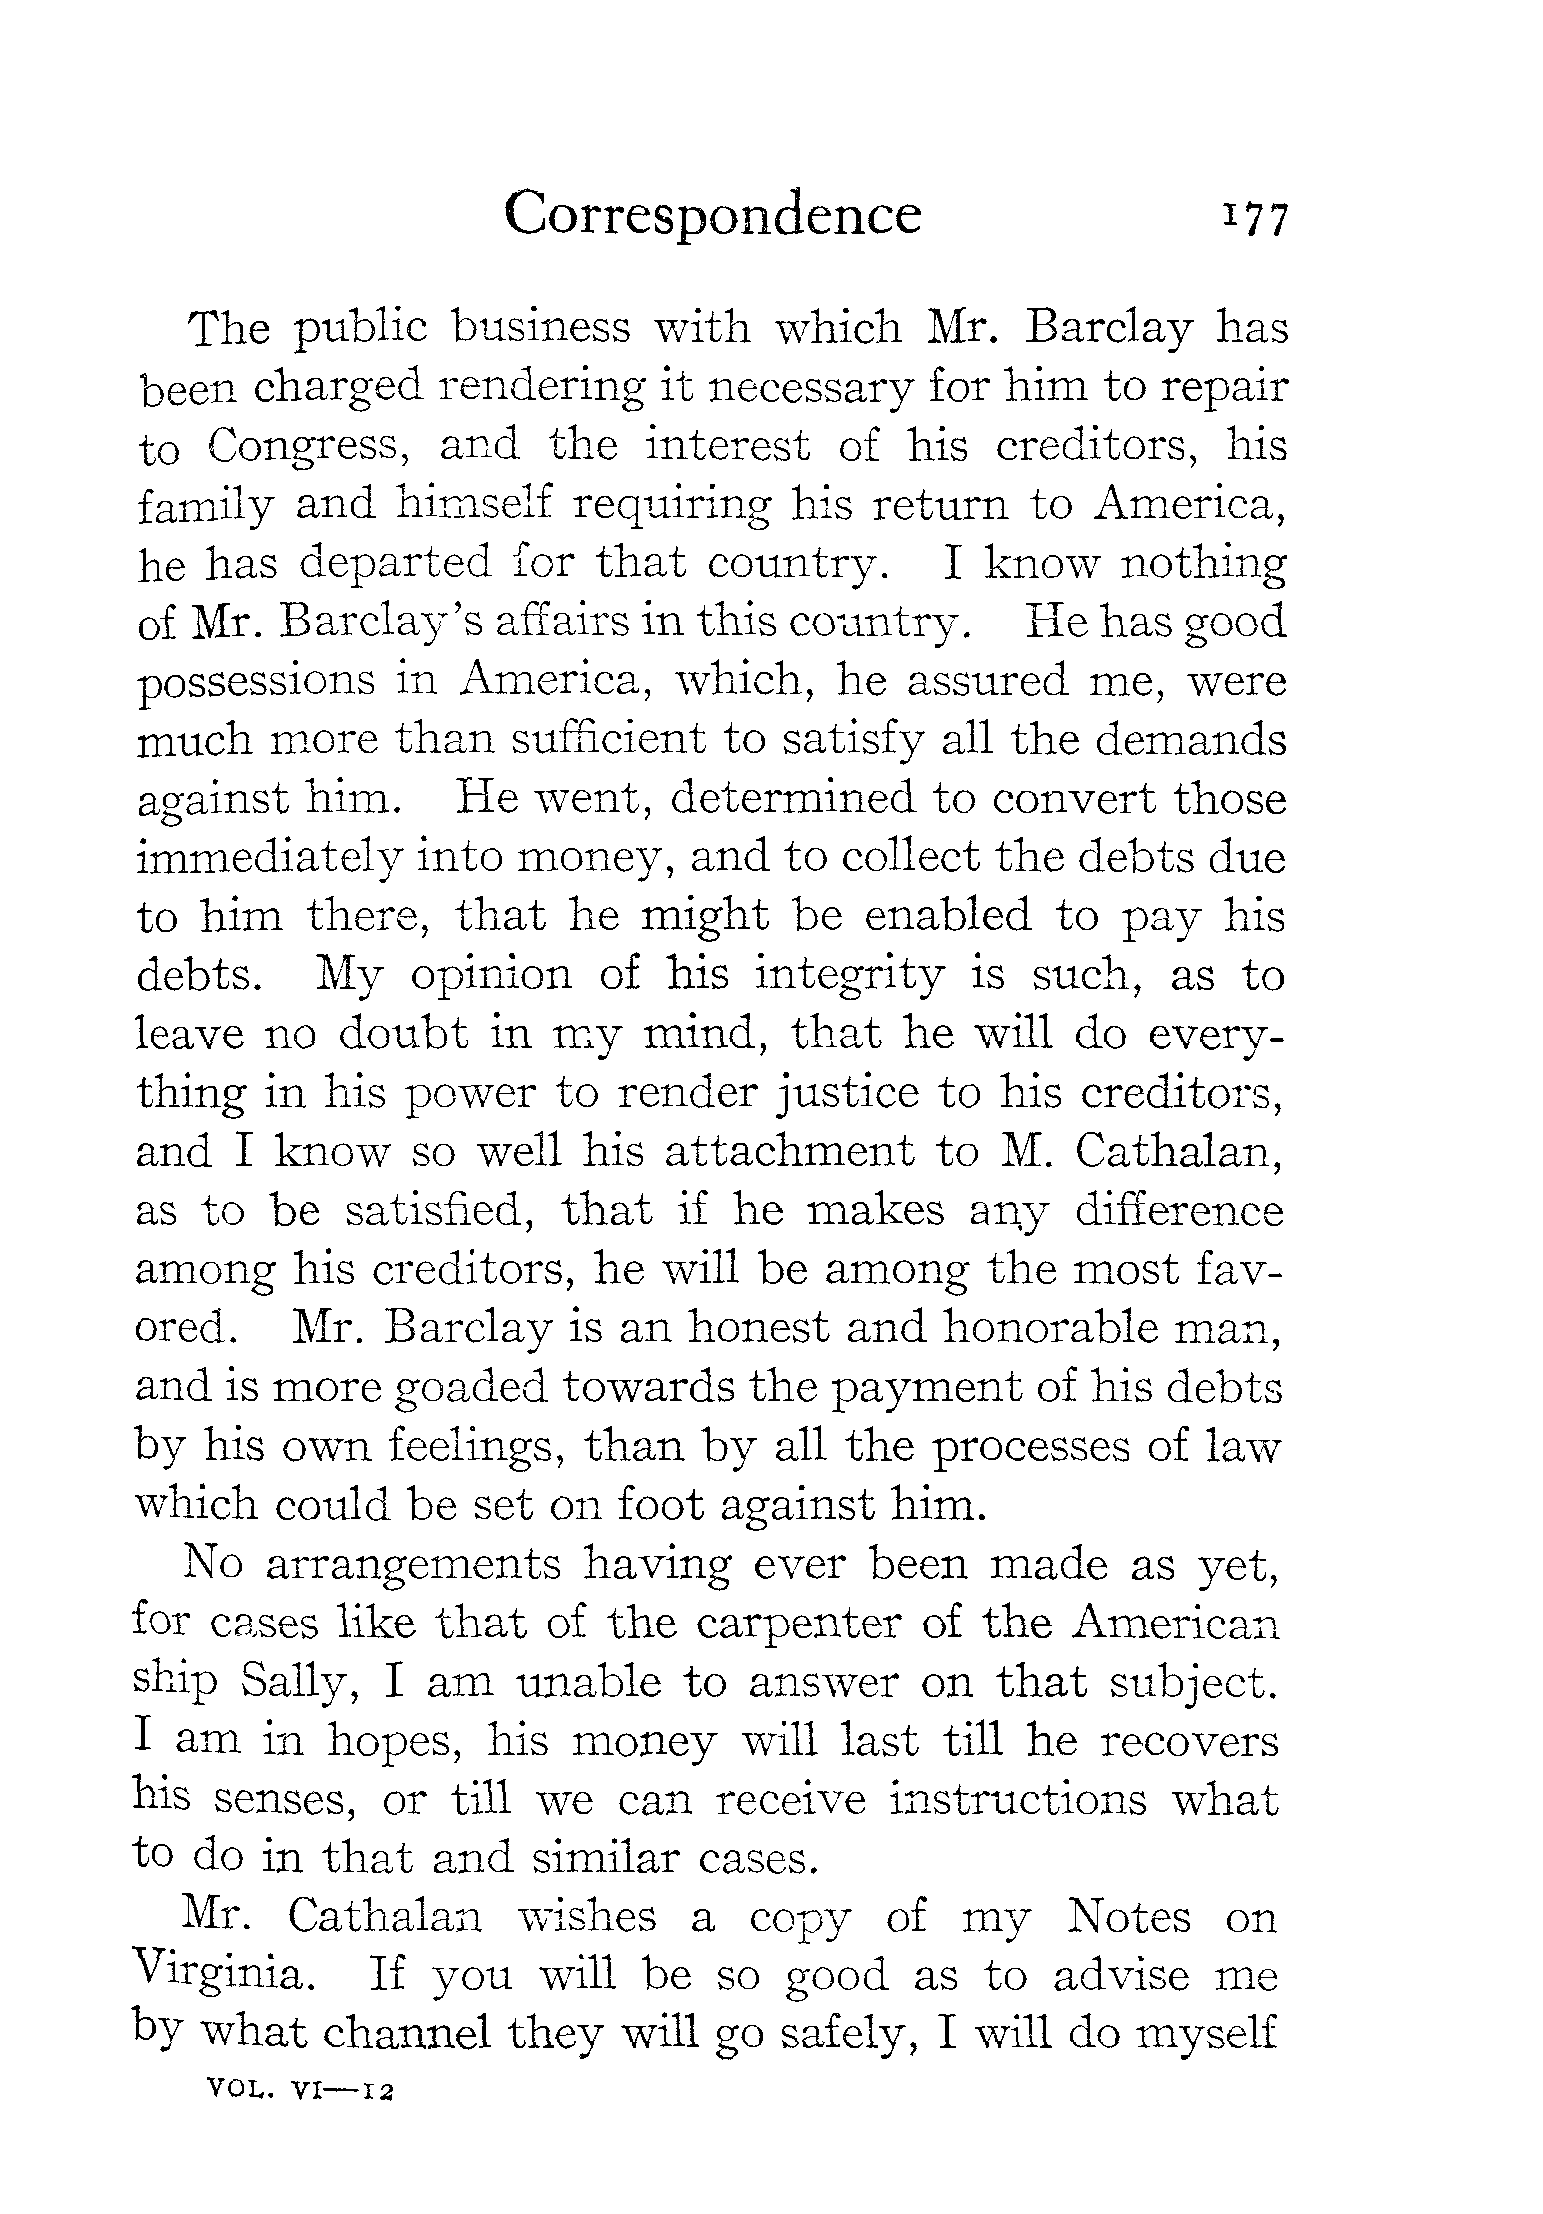 Correspondence 177
The public business with which Mr. Barclay has
been charged rendering it necessary for him to repair
to Congress, and the interest of his creditors, his
family and himself requiring his return to America,
he has departed for that country. I know nothing
of Mr. Barclay's affairs in this country. He has good
possessions in America, which, he assured me, were
much more than sufficient to satisfy all the demands
against him. He went, determined to convert those
immediately into money, and to collect the debts due
to him there, that he might be enabled to pay his
debts. My opinion of his integrity is such, as to
leave no doubt in my mind, that he will do every-
thing in his power to render justice to his creditors,
and I know so well his attachment to M. Cathalan,
as to be satisfied, that if he makes any difference
among his creditors, he will be among the most fav-
ored. Mr. Barclay is an honest and honorable man,
and is more goaded towards the payment of his debts
by his own feelings, than by all the processes of law
which could be set on foot against him.
No arrangements having ever been made as yet,
for cases like that of the carpenter of the American
ship Sally, I am unable to answer on that subject.
I am in hopes, his money will last till he recovers
his senses, or till we can receive instructions what
to do in that and similar cases.
Mr. Cathalan wishes a copy of my Notes on
Virginia. If you will be so good as to advise me
by what channel they will go safely, I will do myself
VOL. VI—12